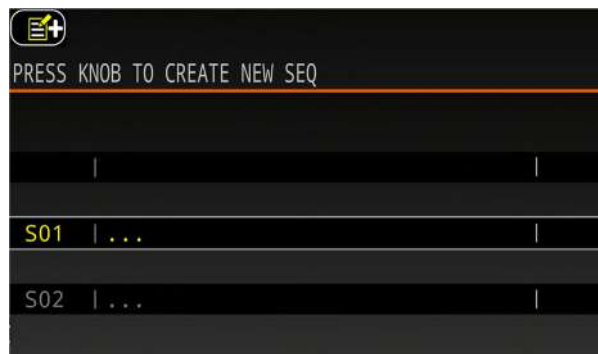 PRESS KNOB TO CREATE NEW SEQ
S01 | ...
S02 | ...